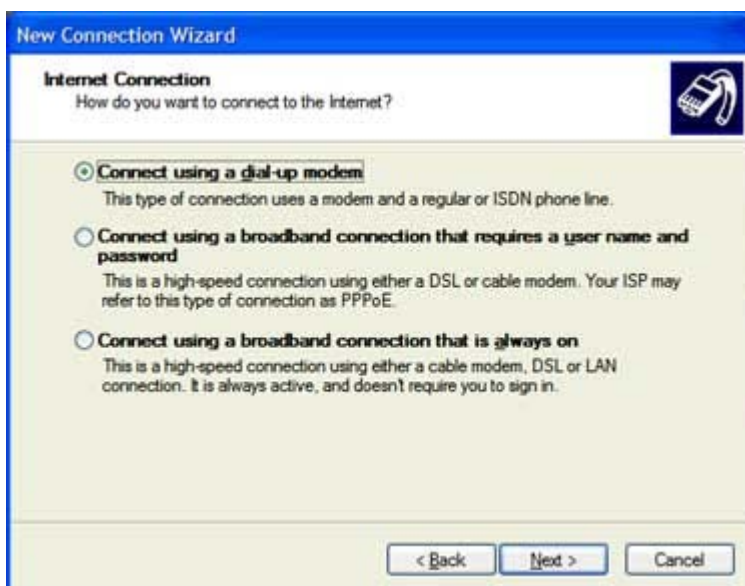 New Connection Wizard
Internet Connection
How do you want to connect to the Internet?
Connect using a dial-up modem
This type of connection uses a modem and a regular or ISDN phone line.
Connect using a broadband connection that requires a user name and
password
This is a high-speed connection using either a DSL or cable modem. Your ISP may
refer to this type of connection as PPPoE.
Connect using a broadband connection that is always on
This is a high-speed connection using either a cable modem, DSL or LAN
connection. It is always active, and doesn't require you to sign in.
< Back Next > Cancel